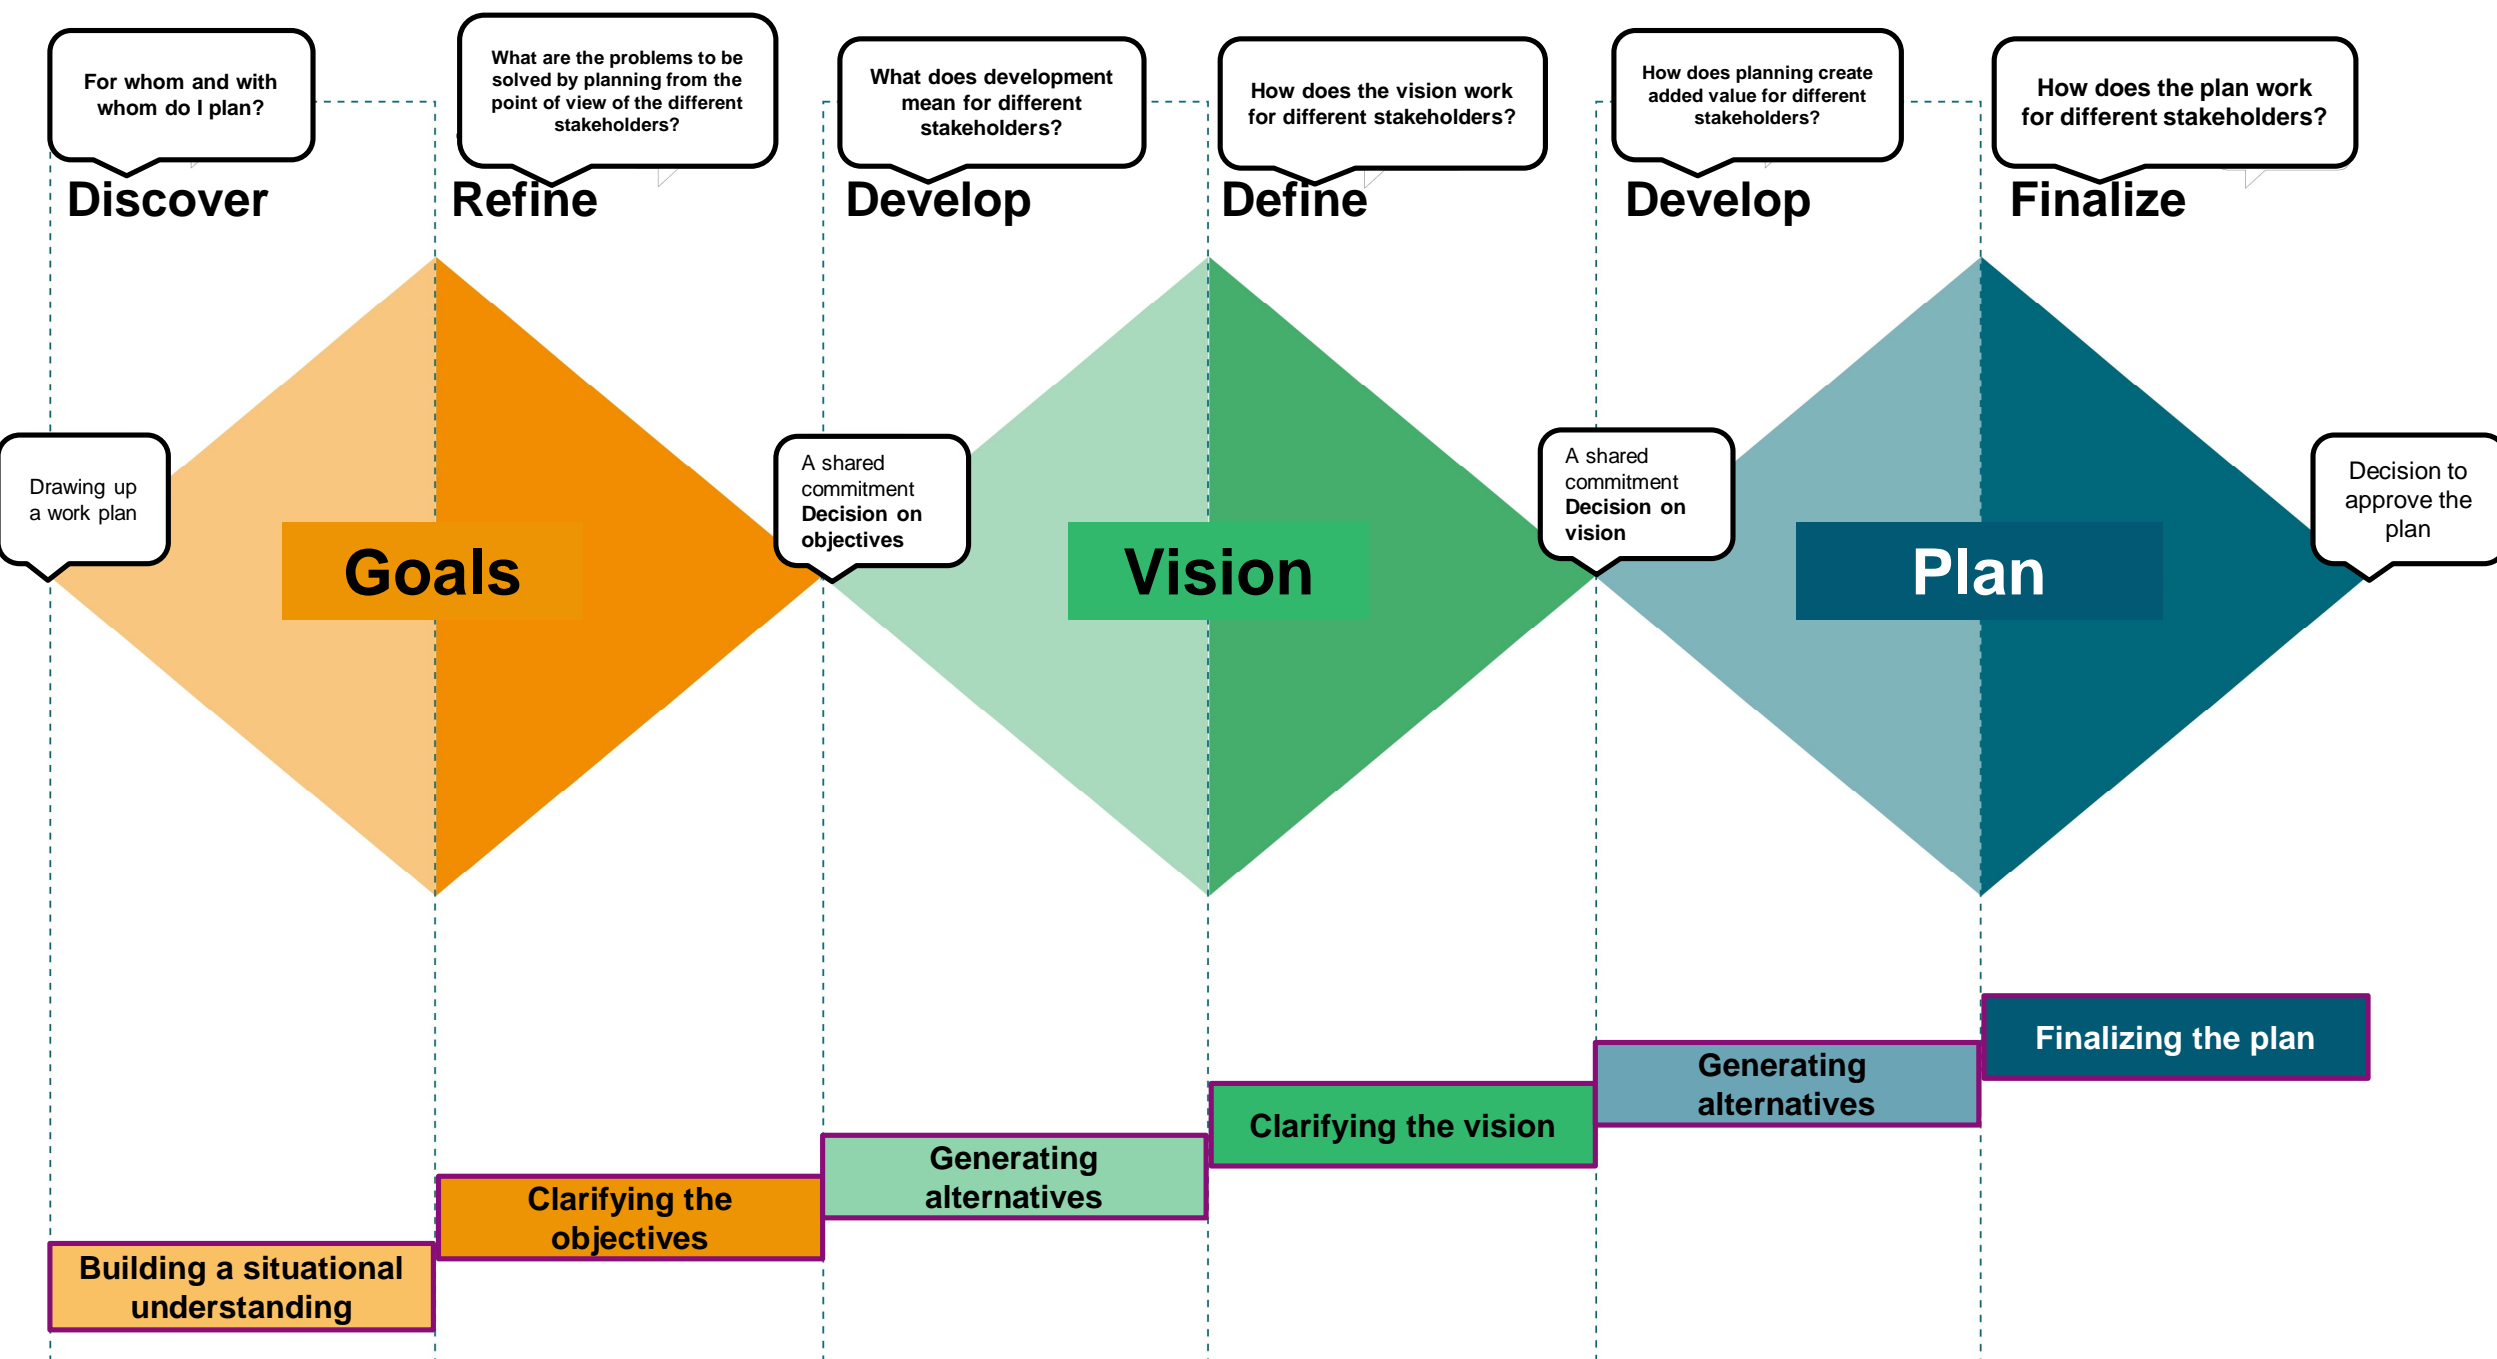 For whom and with
whom do I plan?
What are the problems to be
solved by planning from the
point of view of the different
stakeholders?
What does development
mean for different
stakeholders?
How does the vision work
for different stakeholders?
How does planning create
added value for different
stakeholders?
How does the plan work
for different stakeholders?
Discover
Refine
Develop
Define
Develop
Finalize
Drawing up
a work plan
Goals
A shared
commitment
Decision on
objectives
Vision
A shared
commitment
Decision on
vision
Plan
Decision to
approve the
plan
Building a situational
understanding
Clarifying the
objectives
Generating
alternatives
Clarifying the vision
Generating
alternatives
Finalizing the plan